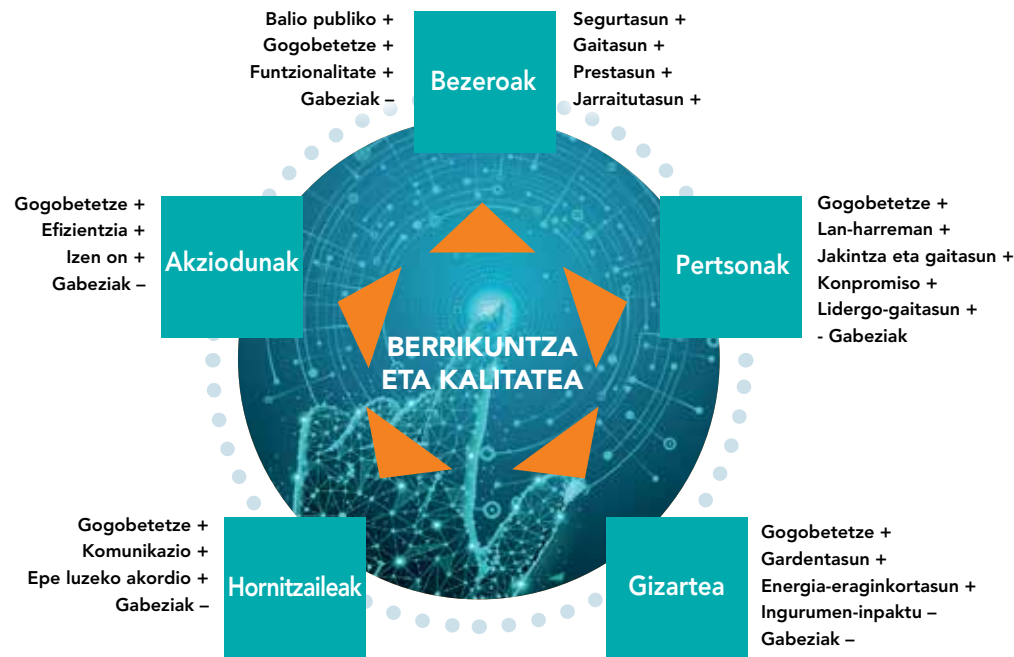 Balio publiko +
Gogobetetze +
Funtzionalitate +
Gabeziak –
Bezeroak
Segurtasun +
Gaitasun +
Prestasun +
Jarraitutasun +
Gogobetetze +
Efizientzia +
Izen on +
Gabeziak –
Akziodunak
Pertsonak
Gogobetetze +
Lan-harreman +
Jakintza eta gaitasun +
Konpromiso +
Lidergo-gaitasun +
- Gabeziak
BERRIKUNTZA
ETA KALITATEA
Gogobetetze +
Komunikazio +
Epe luzeko akordio +
Gabeziak –
Hornitzaileak
Gizartea
Gogobetetze +
Gardentasun +
Energia-eraginkortasun +
Ingurumen-inpaktu –
Gabeziak –